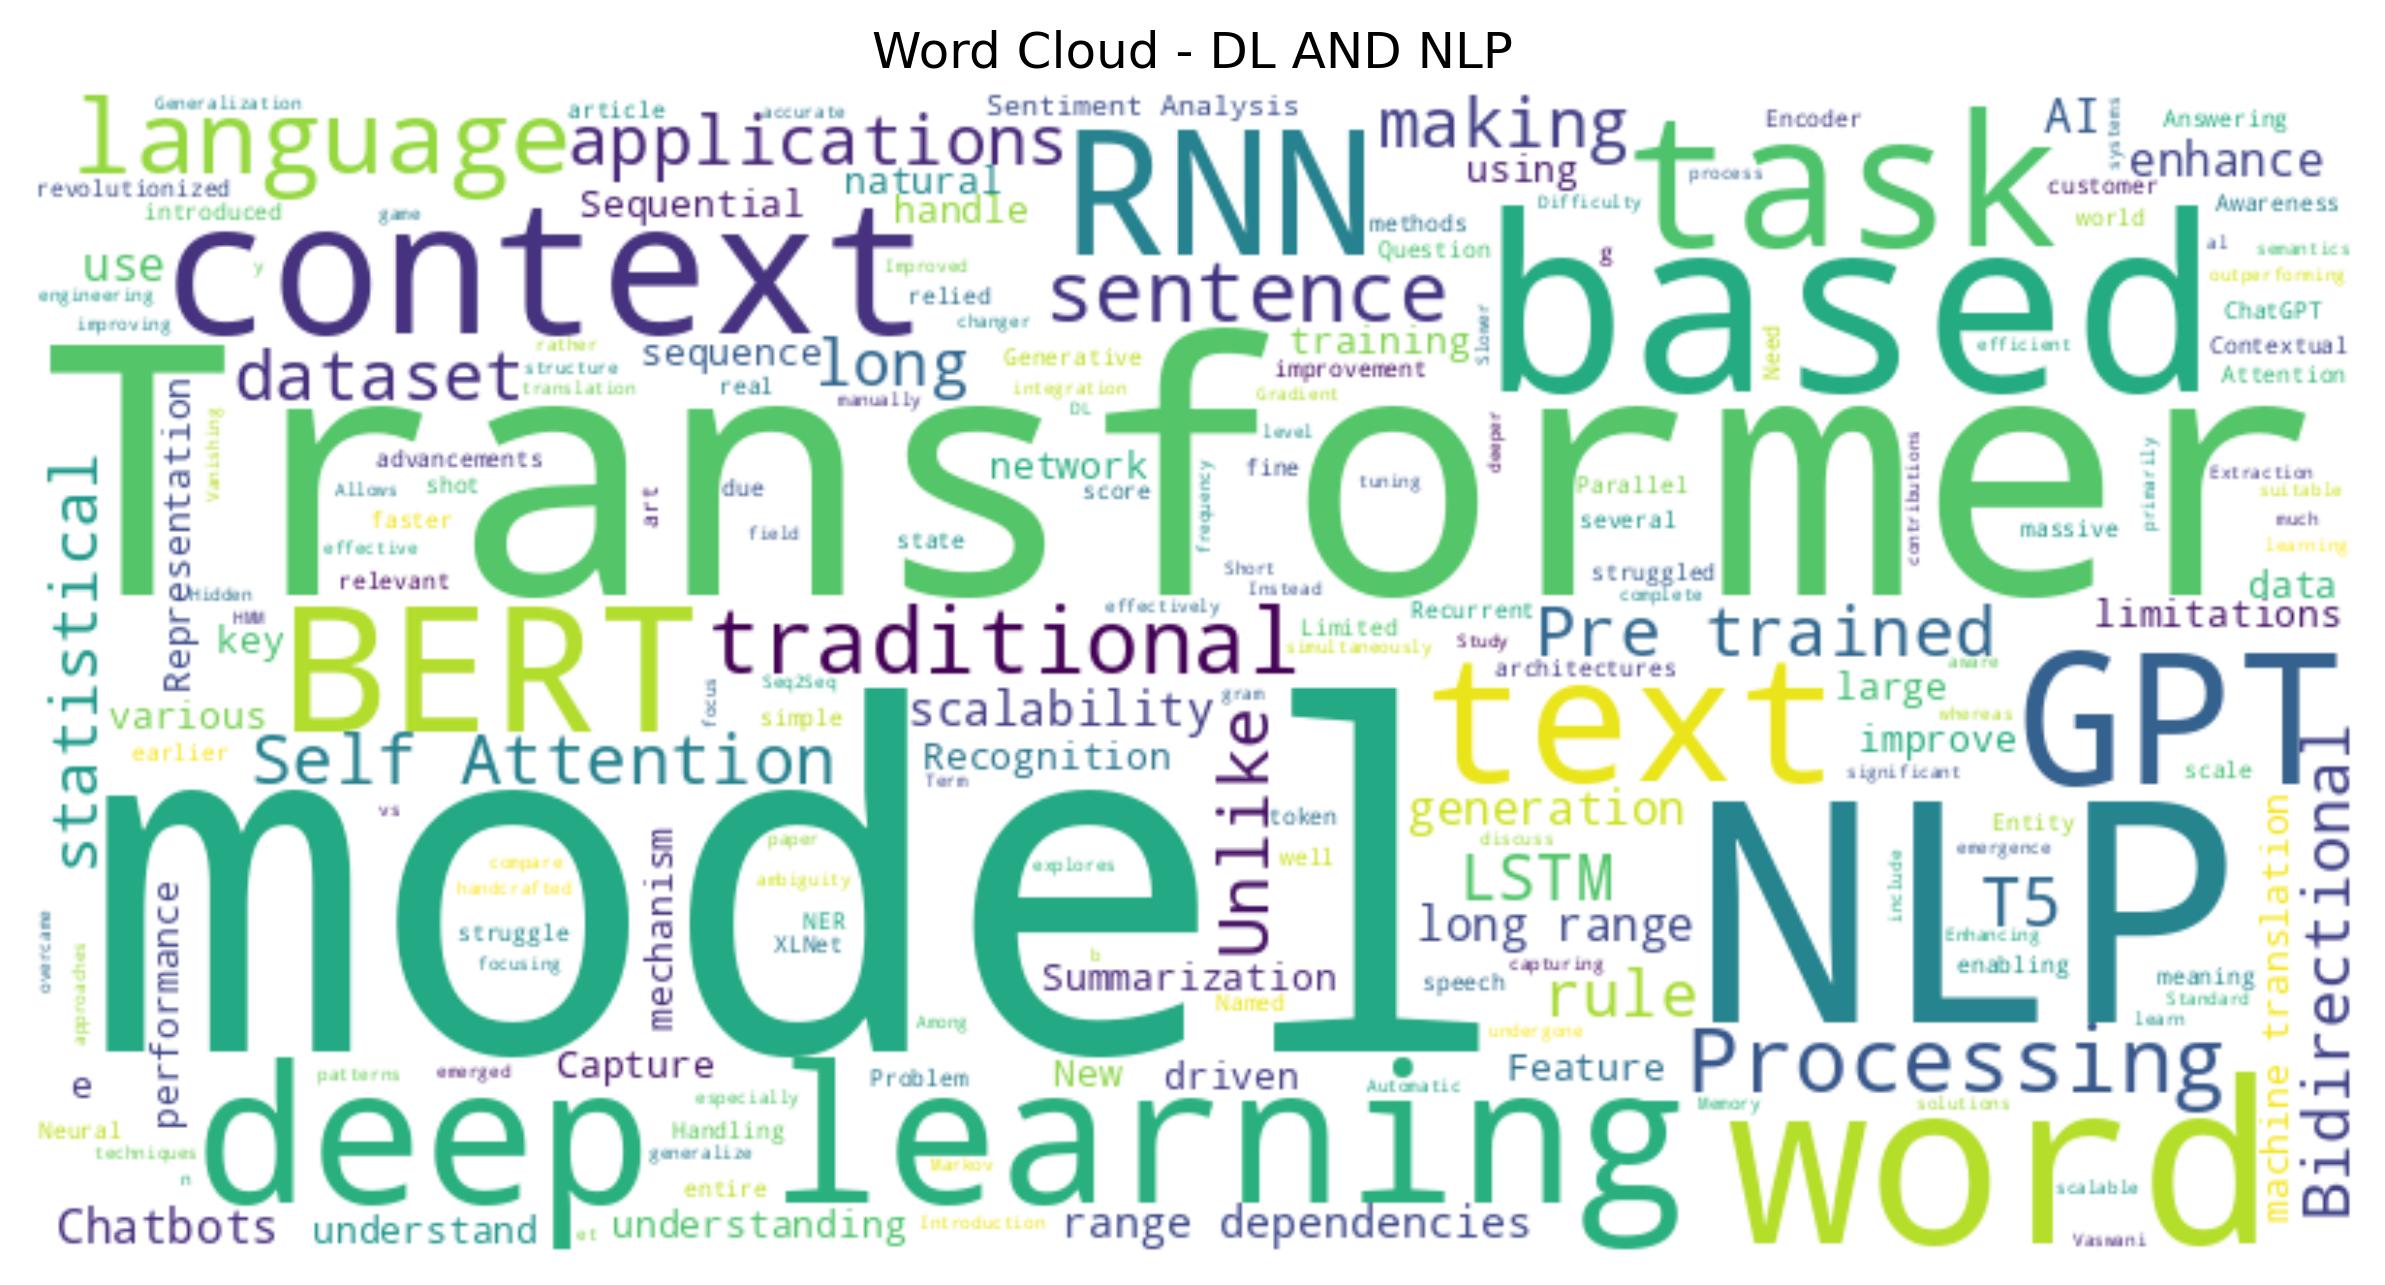 Word Cloud - DL AND NLP
Generalization
article
accurate
Sentiment Analysis
making
Encoder
AI
systems
Answering
language
applications
RNN
task
enhance
revolutionized
natural
using
process
customer
introduced
game
Sequential
handle
methods
Difficulty
world
Awareness
use
y
context
Improved
Question
g
based
al
semantics
engineering
relied
sentence
outperforming
improving
changer
Slower
Need
ChatGPT
dataset
rather
structure
translation
sequence
real
long
manually
Generative
integration
DL
training
improvement
Gradient
efficient
Contextual
Attention
Transformer
Representation
Vanishing
statistical
advancements
Allows
shot
faster
effective
relevant
art
due
field
state
network
score
level
frequency
fine
tuning
deeper
Parallel
several
contributions
massive
primarily
Extraction
suitable
much
learning
Hidden
HMM
key
Short
Instead
struggled
complete
data
limitations
BERT
traditional
effectively
Limited
simultaneously
Recurrent
Study
Pre trained
architectures
aware
various
earlier
focus
Seq2Seq
simple
scalability
gram
Unlike
text
large
whereas
improve
significant
GPT
scale
Self Attention
Recognition
Term
model
vs
compare
handcrafted
struggle
focusing
mechanism
paper
ambiguity
NER
XLNet
explores
b
token
well
generation
discuss
LSTM
long range
NLP
include
Entity
emergence
T5
Enhancing
enabling
Bidirectional
machine translation
overcame
approaches
performance
Summarization
Named
Among
speech
capturing
rule
undergone
meaning
Standard
learn
e
patterns
emerged
Capture
Problem
New
driven
Automatic
Feature
Processing
deep learning
especially
Handling
generalize
entire
Markov
Memory
solutions
word
scalable
Vaswani
Neural
techniques
n
Chatbots
understand
et
understanding
Introduction
range dependencies